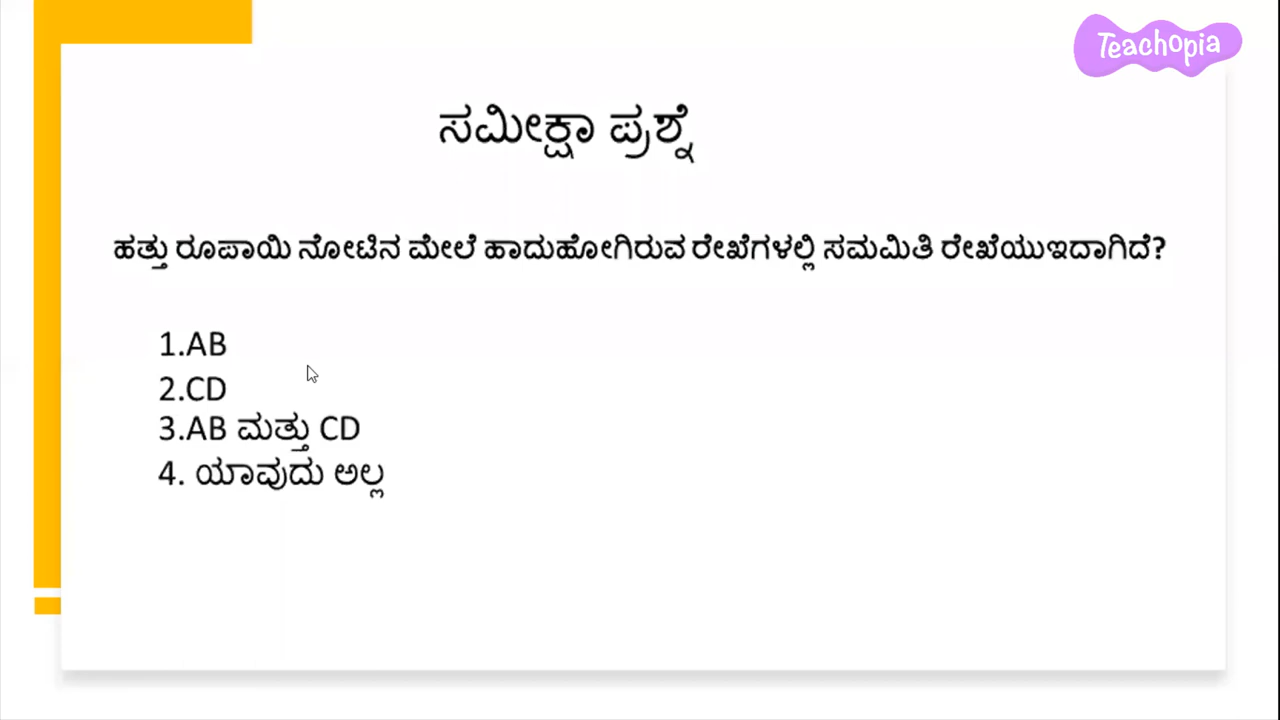 Teachopia
ಸಮೀಕ್ಷಾ ಪ್ರಶ್ನೆ
ಹತ್ತು ರೂಪಾಯಿ ನೋಟಿನ ಮೇಲೆ ಹಾದುಹೋಗಿರುವ ರೇಖೆಗಳಲ್ಲಿ ಸಮಮಿತಿ ರೇಖೆಯುಇದಾಗಿದೆ?
1.AB
2.CD
3.AB ಮತ್ತು CD
4. ಯಾವುದು ಅಲ್ಲ